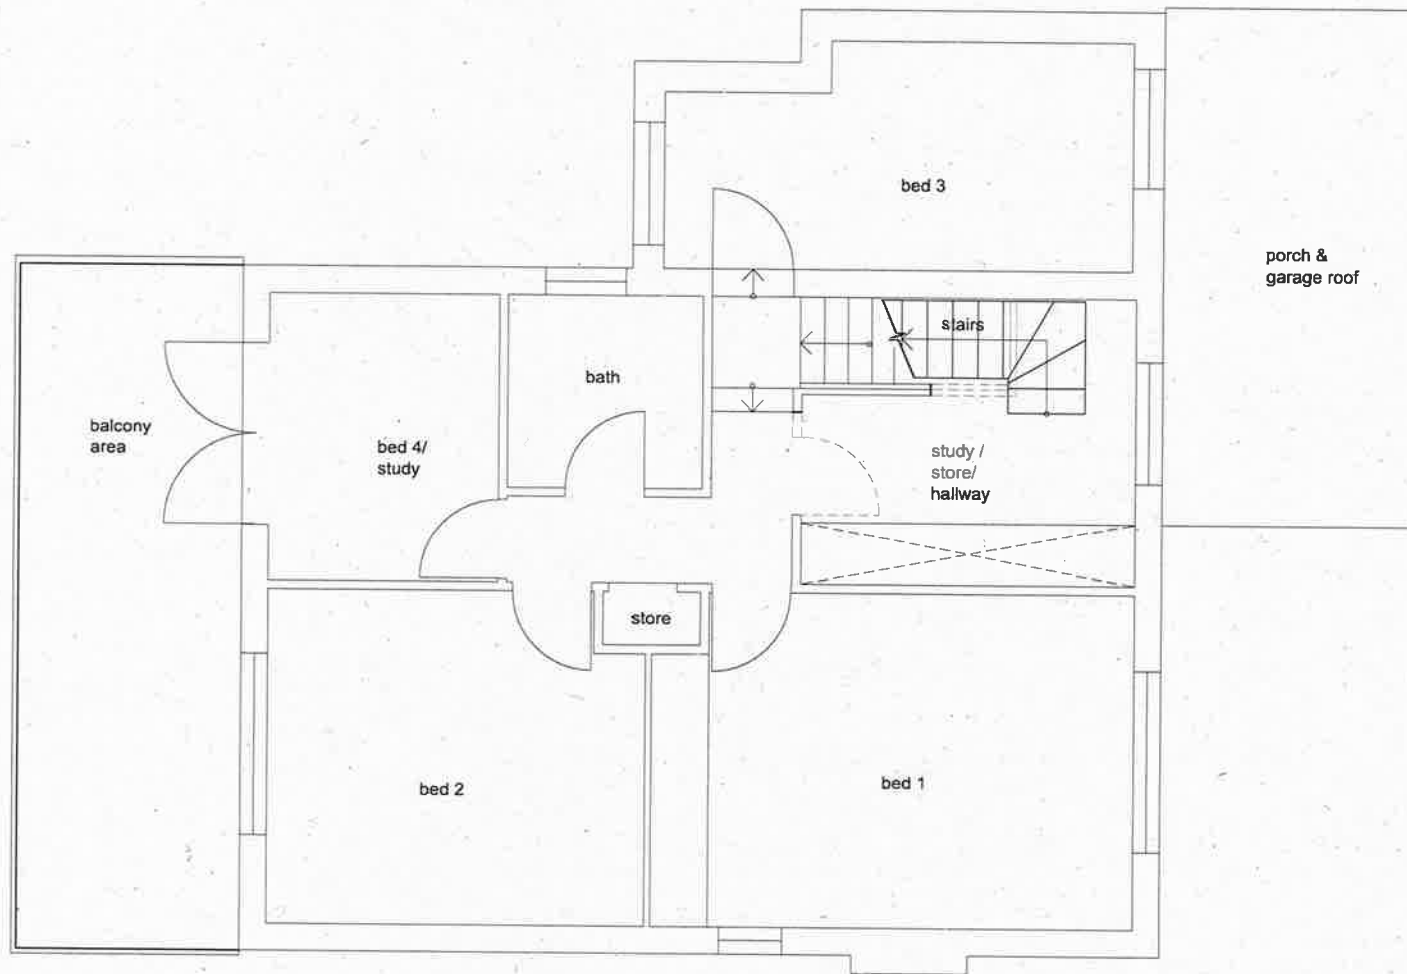 bed 3
porch &
garage roof
stairs
bath
balcony
area
bed 4/
study
study /
store/
hallway
store
bed 2
bed 1